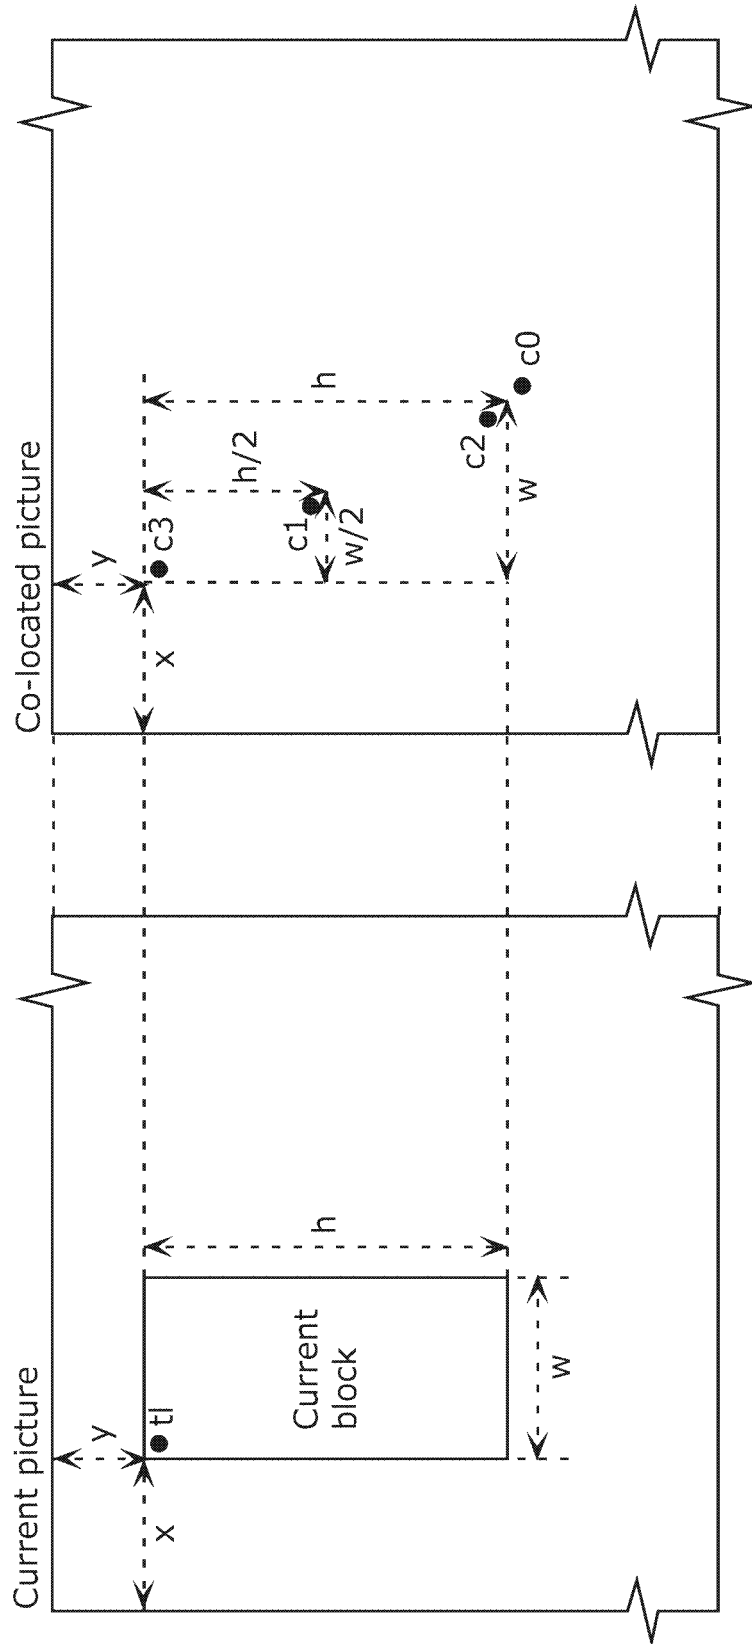 Current picture
y
x
tl
Current
block
h
w
Co-located picture
y
x
c3
h/2
h
c1
w/2
c2
w
c0